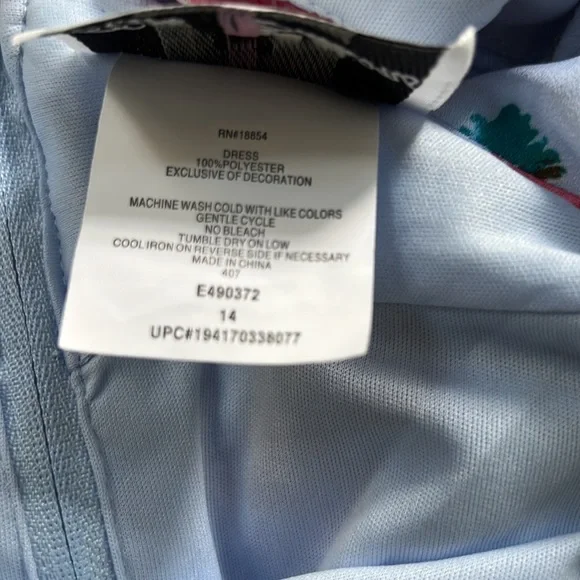 RN#18854
DRESS
100%POLYESTER
EXCLUSIVE OF DECORATION
MACHINE WASH COLD WITH LIKE COLORS
GENTLE CYCLE
NO BLEACH
TUMBLE DRY ON LOW
COOL IRON ON REVERSE SIDE IF NECESSARY
MADE IN CHINA
407
E490372
14
UPC#194170338077